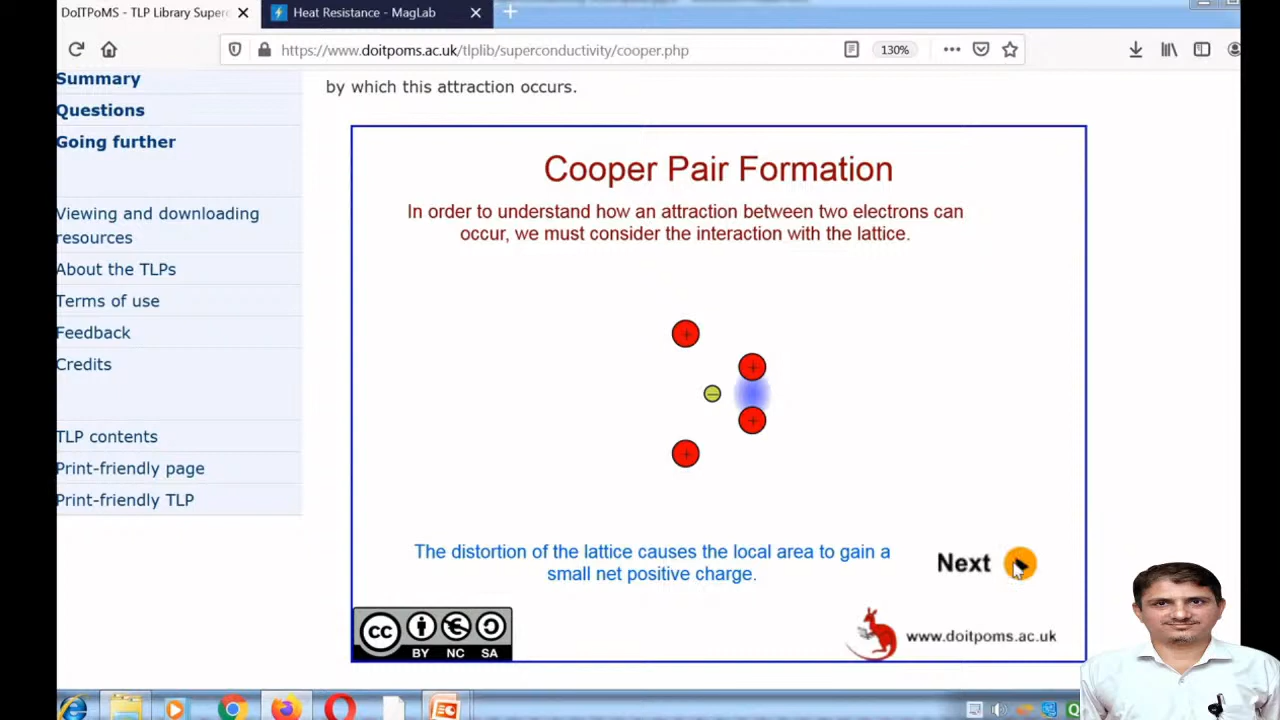 DoITPoMS - TLP Library Superc
Heat Resistance - MagLab
https://www.doitpoms.ac.uk/tlplib/superconductivity/cooper.php
130%
Summary
Questions
Going further
Viewing and downloading
resources
About the TLPs
Terms of use
Feedback
Credits
TLP contents
Print-friendly page
Print-friendly TLP
by which this attraction occurs.
Cooper Pair Formation
In order to understand how an attraction between two electrons can
occur, we must consider the interaction with the lattice.
+
+
−
+
+
The distortion of the lattice causes the local area to gain a
small net positive charge.
Next
cc
BY NC SA
www.doitpoms.ac.uk